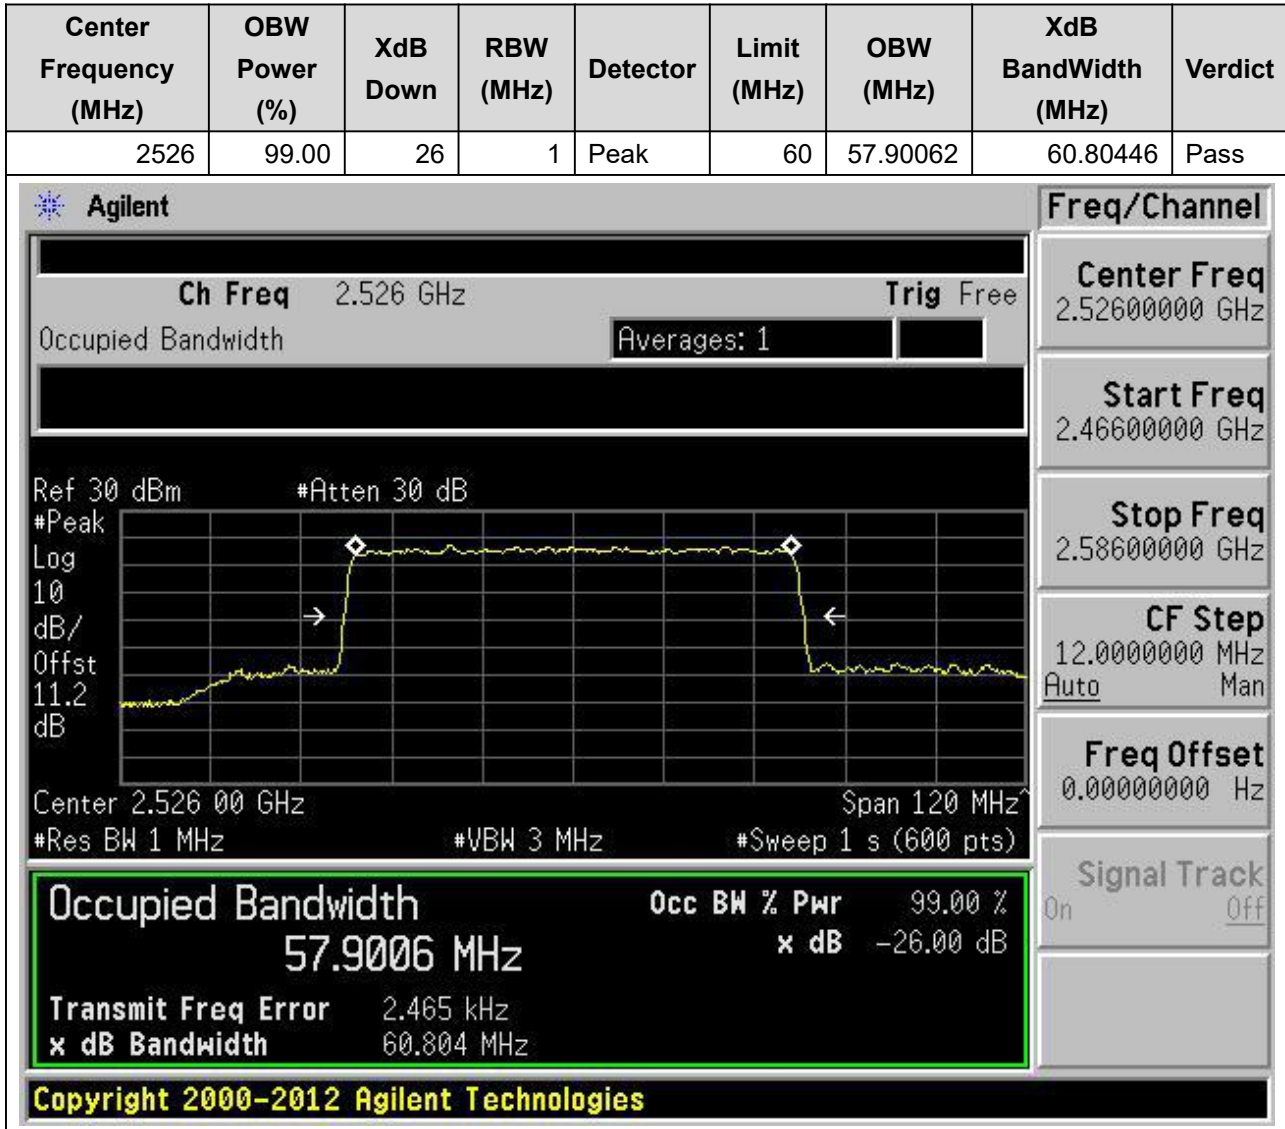 Center Frequency (MHz) OBW Power (%) XdB Down RBW (MHz) Detector Limit (MHz) OBW (MHz) XdB BandWidth (MHz) Verdict
2526 99.00 26 1 Peak 60 57.90062 60.80446 Pass
Agilent
Freq/Channel
Ch Freq 2.526 GHz Trig Free
Occupied Bandwidth Averages: 1
Center Freq
2.52600000 GHz
Start Freq
2.46600000 GHz
Stop Freq
2.58600000 GHz
CF Step
12.0000000 MHz
Auto Man
Freq Offset
0.00000000 Hz
Signal Track
On Off
Ref 30 dBm #Atten 30 dB
#Peak
Log
10
dB/
Offst
11.2
dB
Center 2.526 00 GHz Span 120 MHz^
#Res BW 1 MHz #VBW 3 MHz #Sweep 1 s (600 pts)
Occupied Bandwidth Occ BW % Pwr 99.00 %
57.9006 MHz x dB -26.00 dB
Transmit Freq Error 2.465 kHz
x dB Bandwidth 60.804 MHz
Copyright 2000-2012 Agilent Technologies